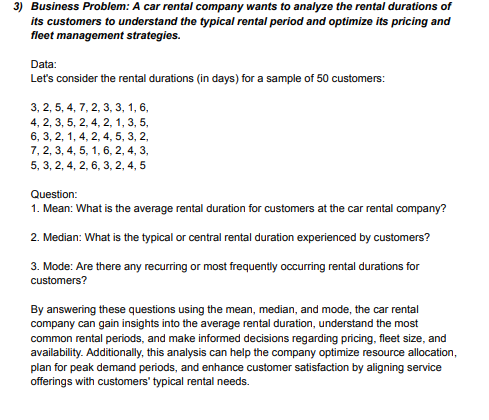 3) Business Problem: A car rental company wants to analyze the rental durations of
its customers to understand the typical rental period and optimize its pricing and
fleet management strategies.
Data:
Let's consider the rental durations (in days) for a sample of 50 customers:
3, 2, 5, 4, 7, 2, 3, 3, 1, 6,
4, 2, 3, 5, 2, 4, 2, 1, 3, 5,
6, 3, 2, 1, 4, 2, 4, 5, 3, 2,
7, 2, 3, 4, 5, 1, 6, 2, 4, 3,
5, 3, 2, 4, 2, 6, 3, 2, 4, 5
Question:
1. Mean: What is the average rental duration for customers at the car rental company?
2. Median: What is the typical or central rental duration experienced by customers?
3. Mode: Are there any recurring or most frequently occurring rental durations for
customers?
By answering these questions using the mean, median, and mode, the car rental
company can gain insights into the average rental duration, understand the most
common rental periods, and make informed decisions regarding pricing, fleet size, and
availability. Additionally, this analysis can help the company optimize resource allocation,
plan for peak demand periods, and enhance customer satisfaction by aligning service
offerings with customers' typical rental needs.